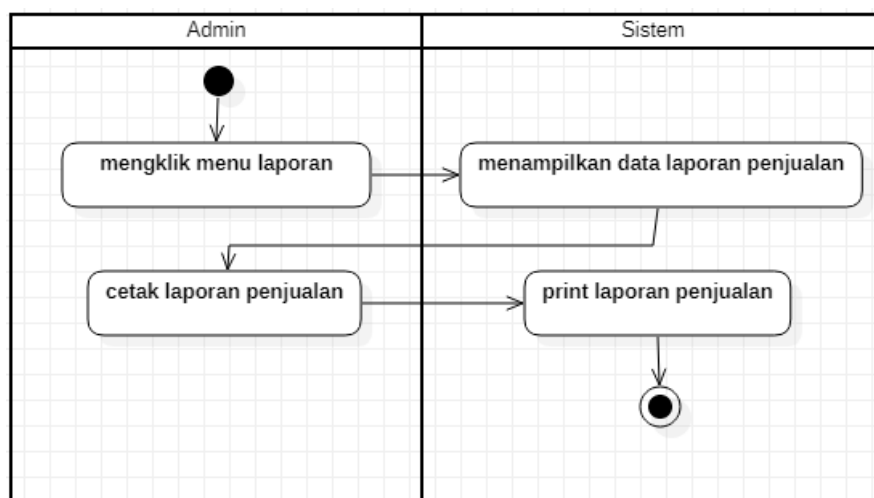 Admin
Sistem
mengklik menu laporan
menampilkan data laporan penjualan
cetak laporan penjualan
print laporan penjualan